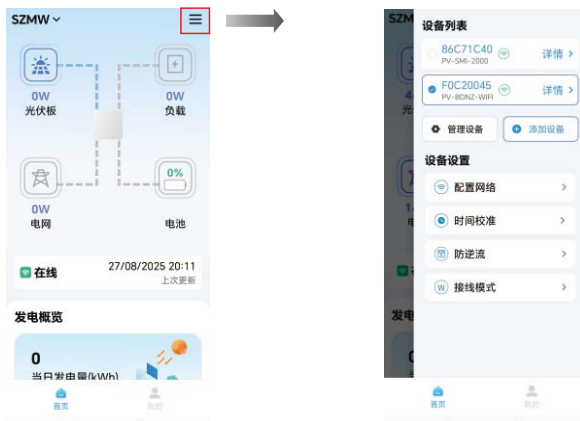 SZMW
0W
光伏板
0W
负载
0W
电网
0%
电池
在线
27/08/2025 20:11
上次更新
发电概览
0
当日发电量(kWh)
首页
我的
SZM
设备列表
86C71C40
PV-SMI-2000
详情
F0C20045
PV-BDNZ-WIFI
详情
管理设备
添加设备
设备设置
配置网络
时间校准
防逆流
W 接线模式
光
电
发电
首页
我的